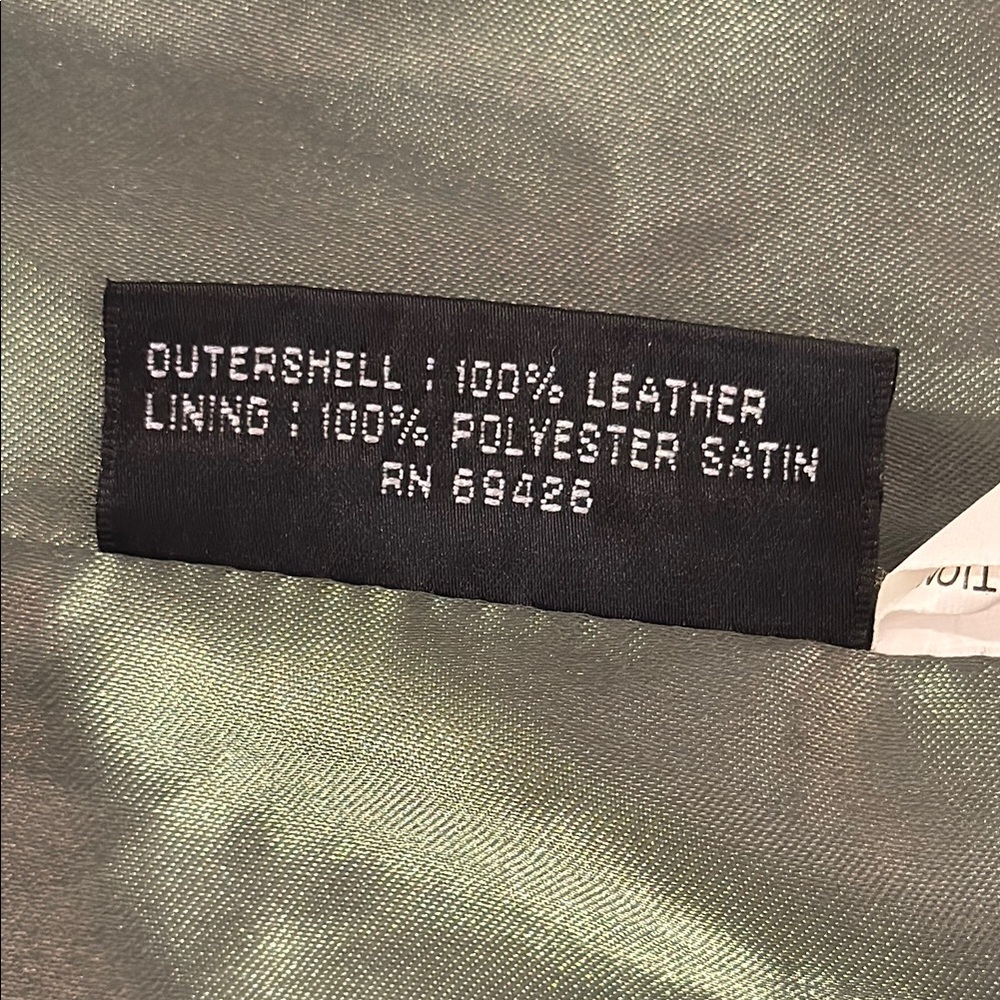 OUTERSHELL : 100% LEATHER
LINING : 100% POLYESTER SATIN
RN 69426